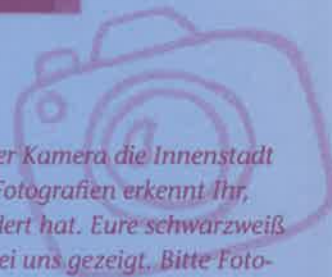 er Kamera die Innenstadt
Fotografien erkennt Ihr,
dert hat. Eure schwarzweiß
ei uns gezeigt. Bitte Foto-